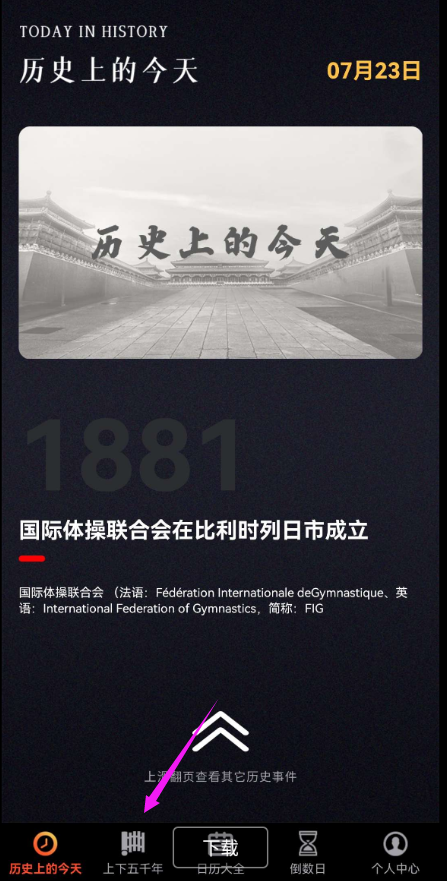 TODAY IN HISTORY
历史上的今天
07月23日
历史上的今天
1881
国际体操联合会在比利时列日市成立
国际体操联合会 （法语：Fédération Internationale deGymnastique、英
语：International Federation of Gymnastics，简称：FIG
上滑翻页查看其它历史事件
下载
历史上的今天
上下五千年
日历大全
倒数日
个人中心